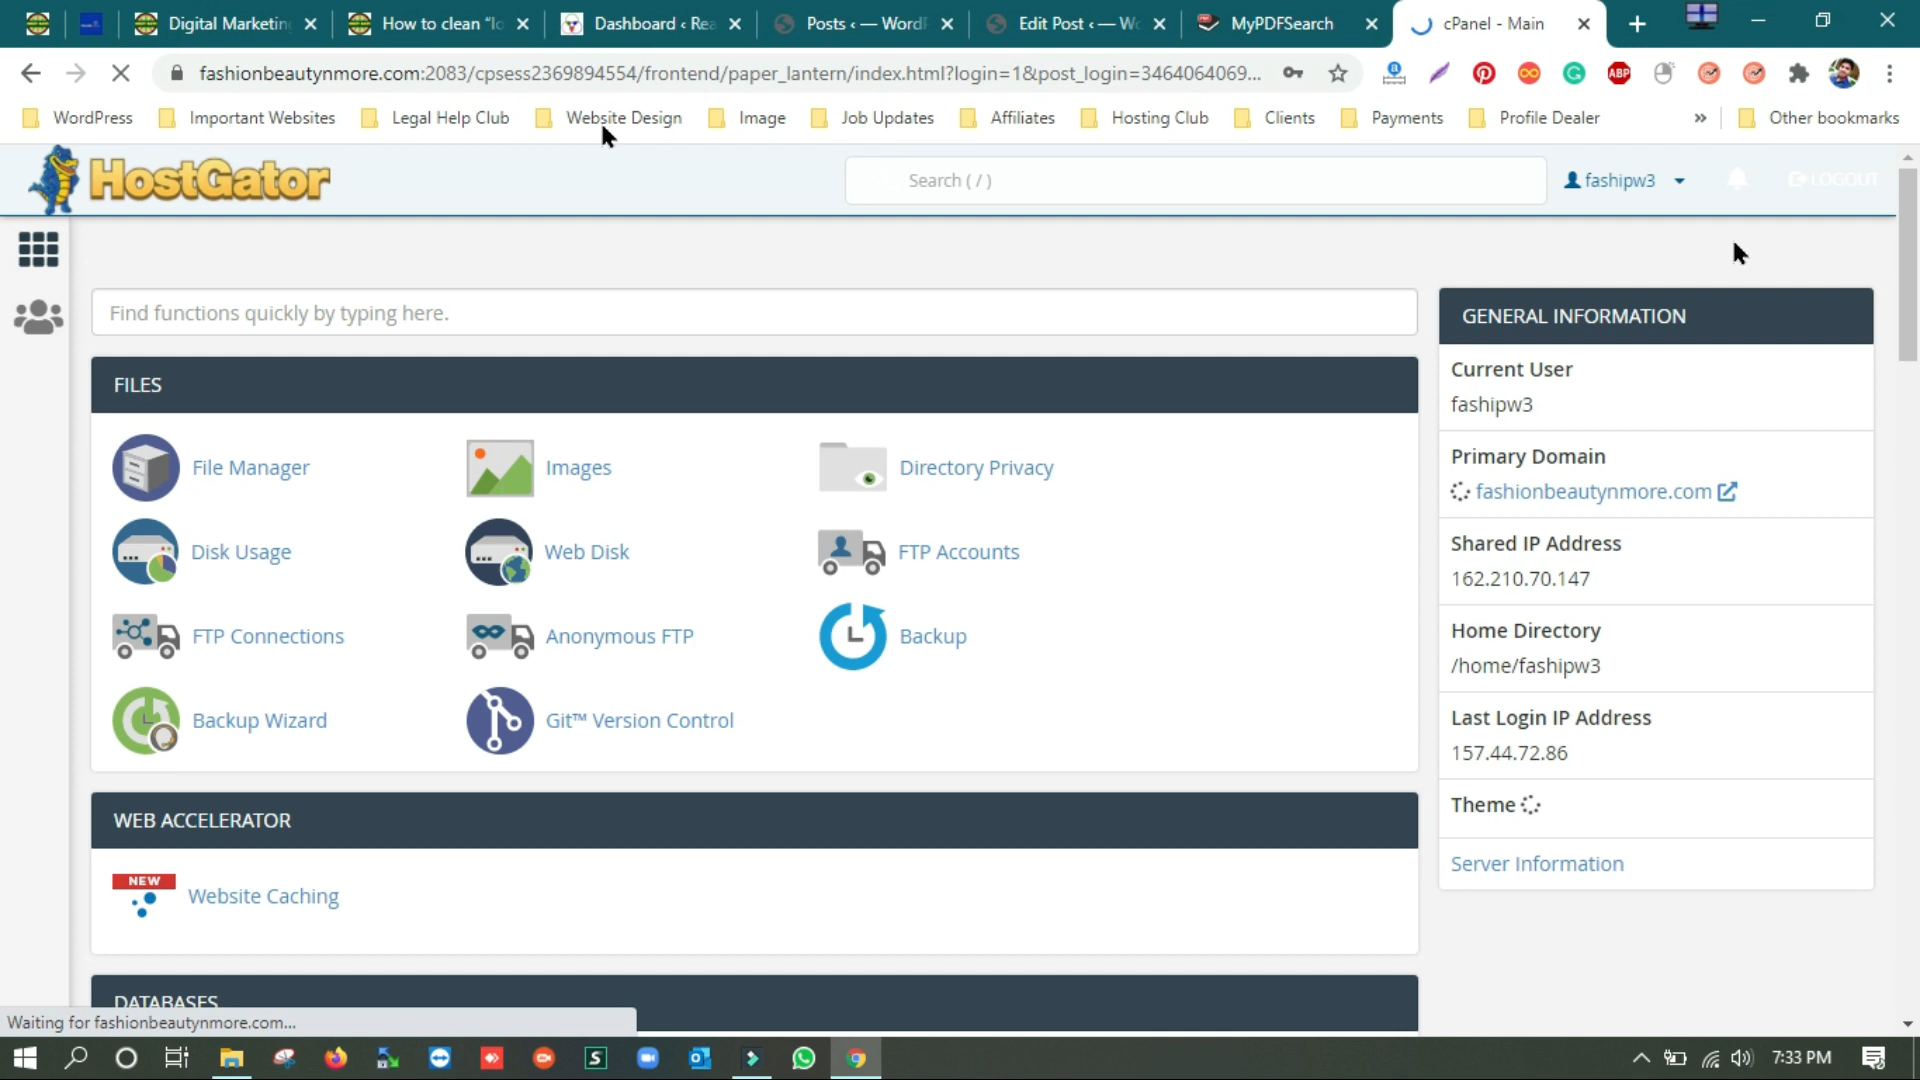 Digital Marketin
How to clean “lo
Dashboard ‹ Rea
Posts ‹ — WordP
Edit Post ‹ — Wo
MyPDFSearch
cPanel - Main
fashionbeautynmore.com:2083/cpsess2369894554/frontend/paper_lantern/index.html?login=1&post_login=3464064069...
ABP
WordPress
Important Websites
Legal Help Club
Website Design
Image
Job Updates
Affiliates
Hosting Club
Clients
Payments
Profile Dealer
»
Other bookmarks
HostGator
Search ( / )
fashipw3
LOGOUT
Find functions quickly by typing here.
GENERAL INFORMATION
FILES
Current User
fashipw3
File Manager
Images
Directory Privacy
Primary Domain
fashionbeautynmore.com
Disk Usage
Web Disk
FTP Accounts
Shared IP Address
162.210.70.147
FTP Connections
Anonymous FTP
Backup
Home Directory
/home/fashipw3
Backup Wizard
Git™ Version Control
Last Login IP Address
157.44.72.86
WEB ACCELERATOR
Theme
NEW
Website Caching
Server Information
DATABASES
Waiting for fashionbeautynmore.com...
7:33 PM